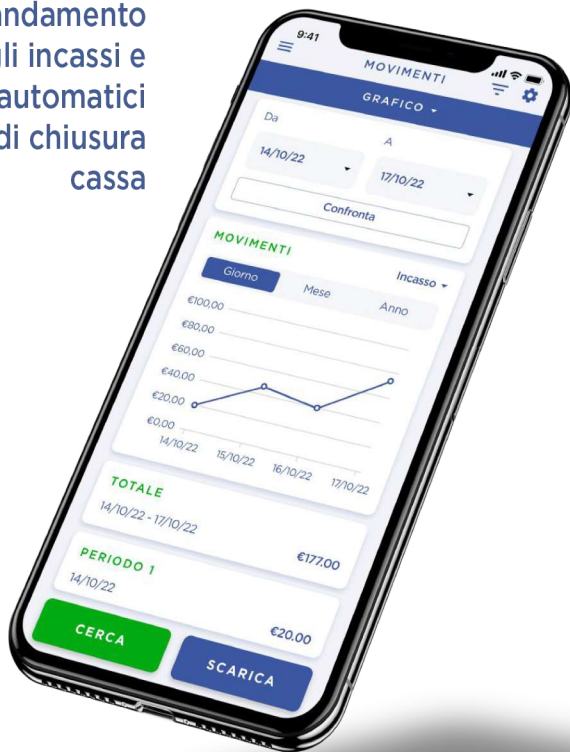 andamento
gli incassi e
automatici
di chiusura
cassa
9:41
MOVIMENTI
GRAFICO
Da
A
14/10/22
17/10/22
Confronta
MOVIMENTI
Incasso
Giorno
Mese
Anno
€100,00
€80,00
€60,00
€40,00
€20,00
€0,00
14/10/22
15/10/22
16/10/22
17/10/22
TOTALE
14/10/22 - 17/10/22
€177.00
PERIODO 1
14/10/22
€20.00
CERCA
SCARICA